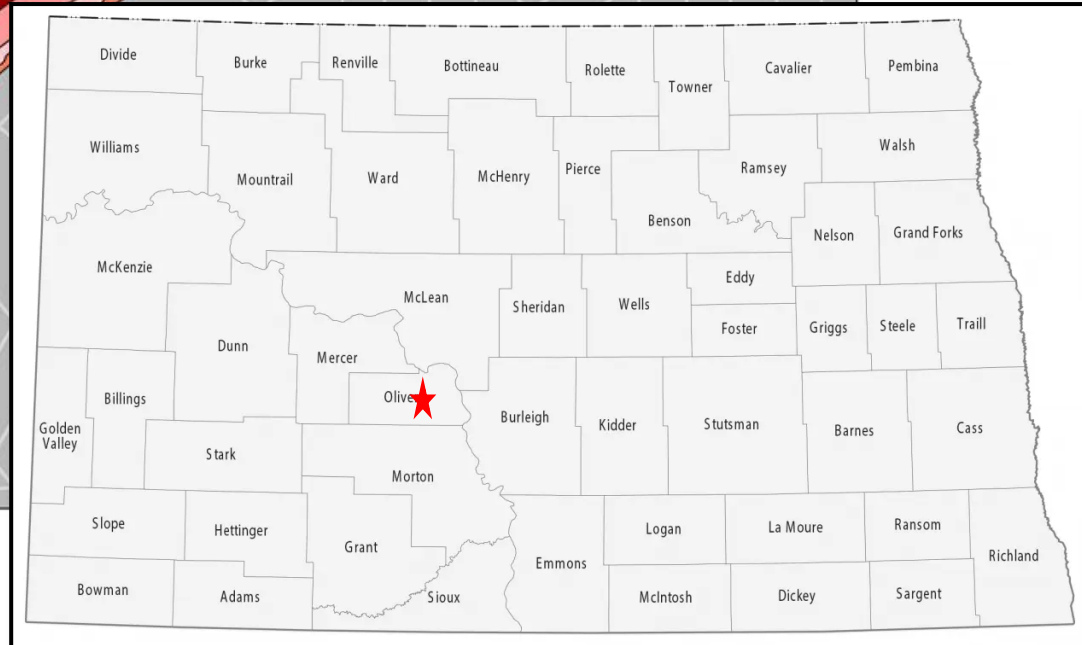 Divide
Burke
Renville
Bottineau
Rolette
Towner
Cavalier
Pembina
Williams
Mountrail
Ward
McHenry
Pierce
Benson
Ramsey
Walsh
Nelson
Grand Forks
McKenzie
Dunn
McLean
Sheridan
Wells
Eddy
Foster
Griggs
Steele
Traill
Mercer
Olive
Golden
Valley
Billings
Stark
Morton
Burleigh
Kidder
Stutsman
Barnes
Cass
Slope
Hettinger
Grant
Emmons
Logan
La Moure
Ransom
Richland
Bowman
Adams
Sioux
McIntosh
Dickey
Sargent